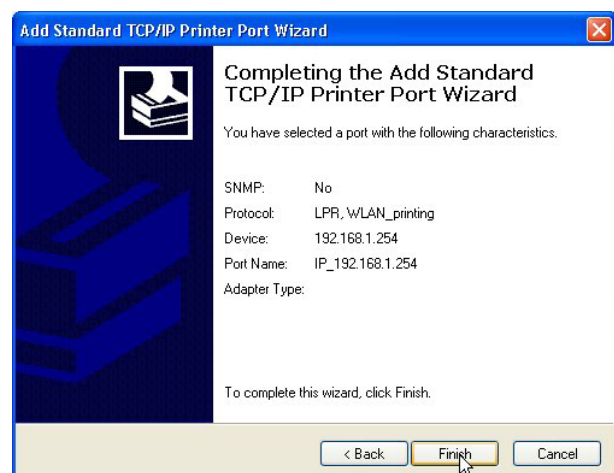 Add Standard TCP/IP Printer Port Wizard
Completing the Add Standard
TCP/IP Printer Port Wizard
You have selected a port with the following characteristics.
SNMP: No
Protocol: LPR, WLAN_printing
Device: 192.168.1.254
Port Name: IP_192.168.1.254
Adapter Type:
To complete this wizard, click Finish.
< Back Finish Cancel